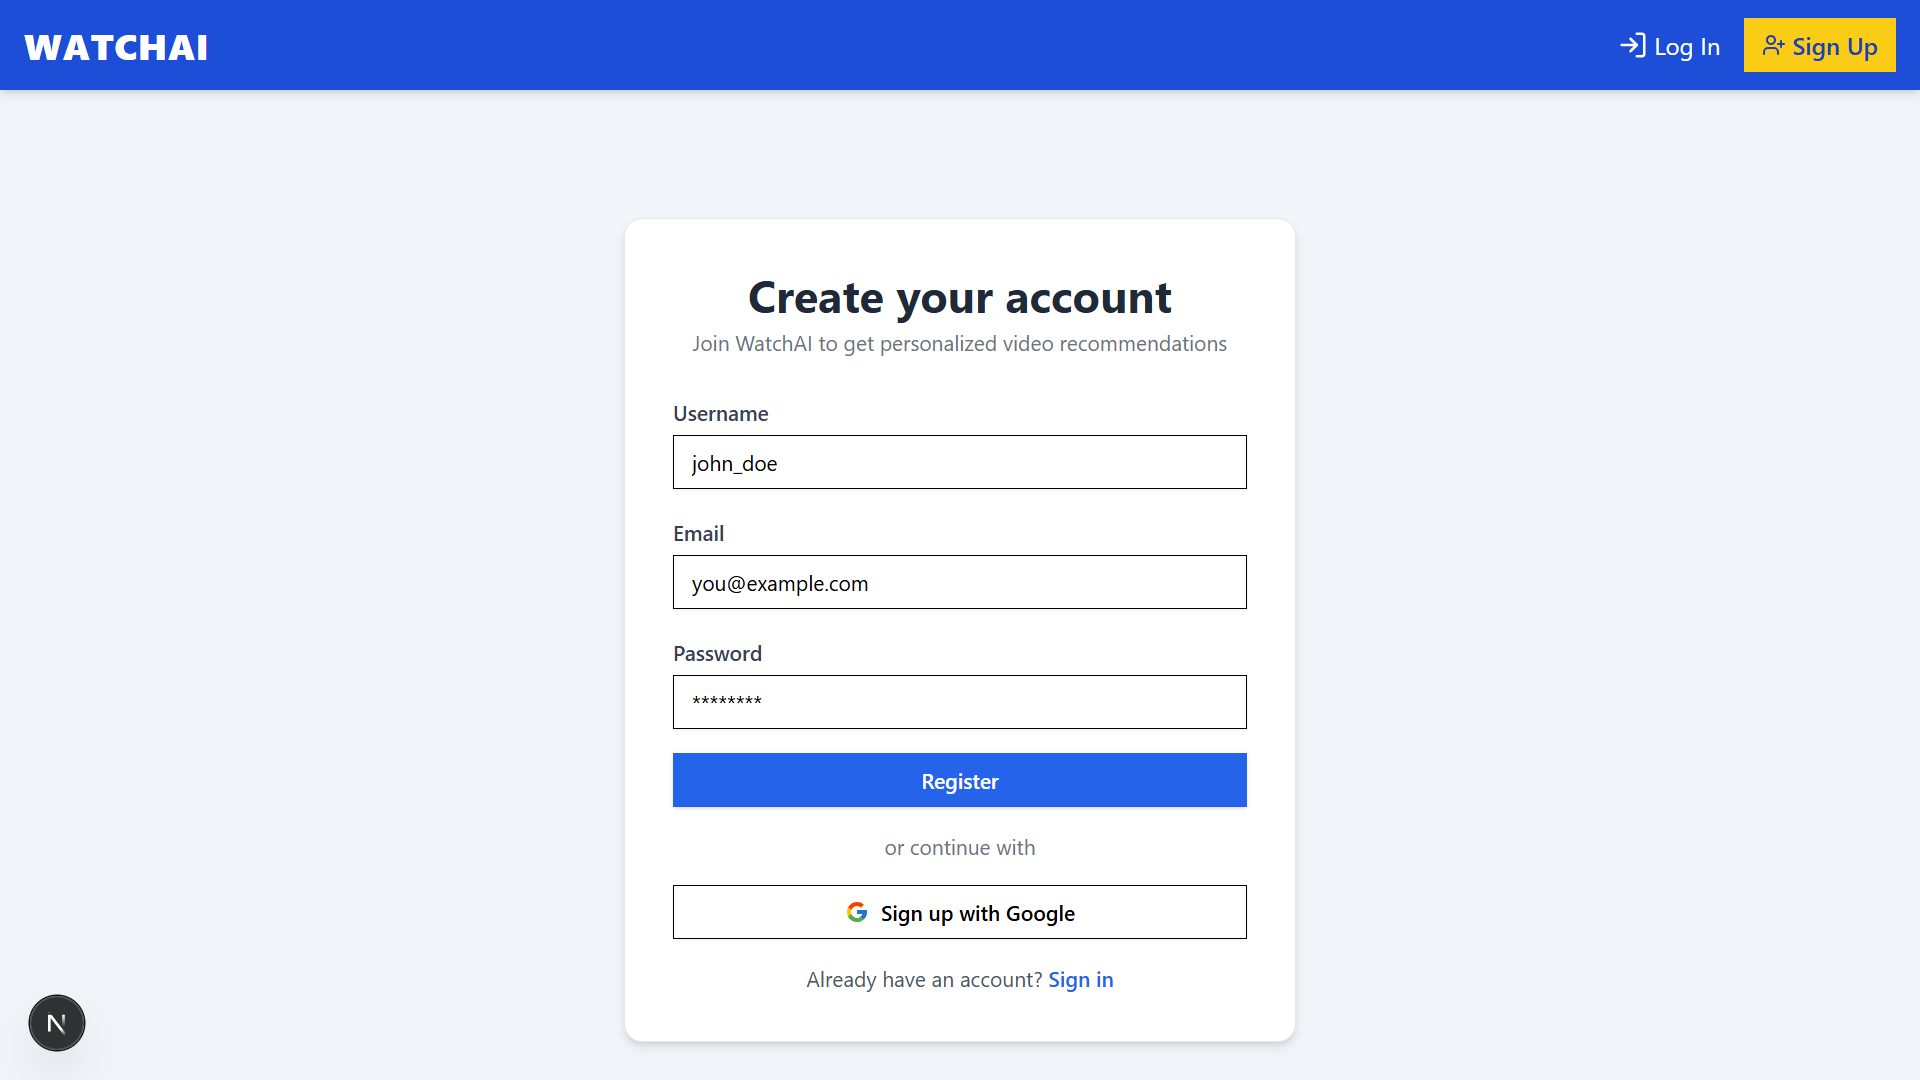 WATCHAI
Log In
Sign Up
Create your account
Join WatchAI to get personalized video recommendations
Username
john_doe
Email
you@example.com
Password
********
Register
or continue with
Sign up with Google
Already have an account? Sign in
N